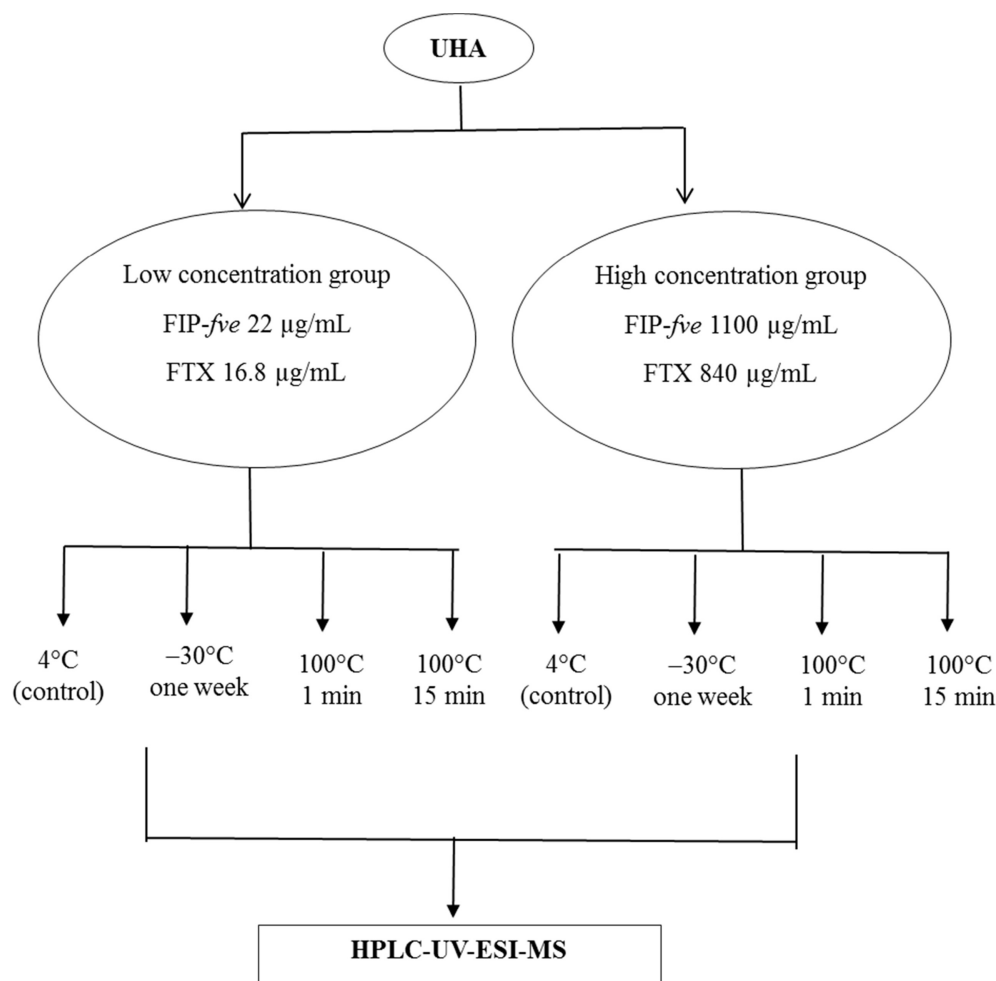 UHA
Low concentration group
FIP-fve 22 µg/mL
FTX 16.8 µg/mL
High concentration group
FIP-fve 1100 µg/mL
FTX 840 µg/mL
4°C
(control)
−30°C
one week
100°C
1 min
100°C
15 min
4°C
(control)
−30°C
one week
100°C
1 min
100°C
15 min
HPLC-UV-ESI-MS